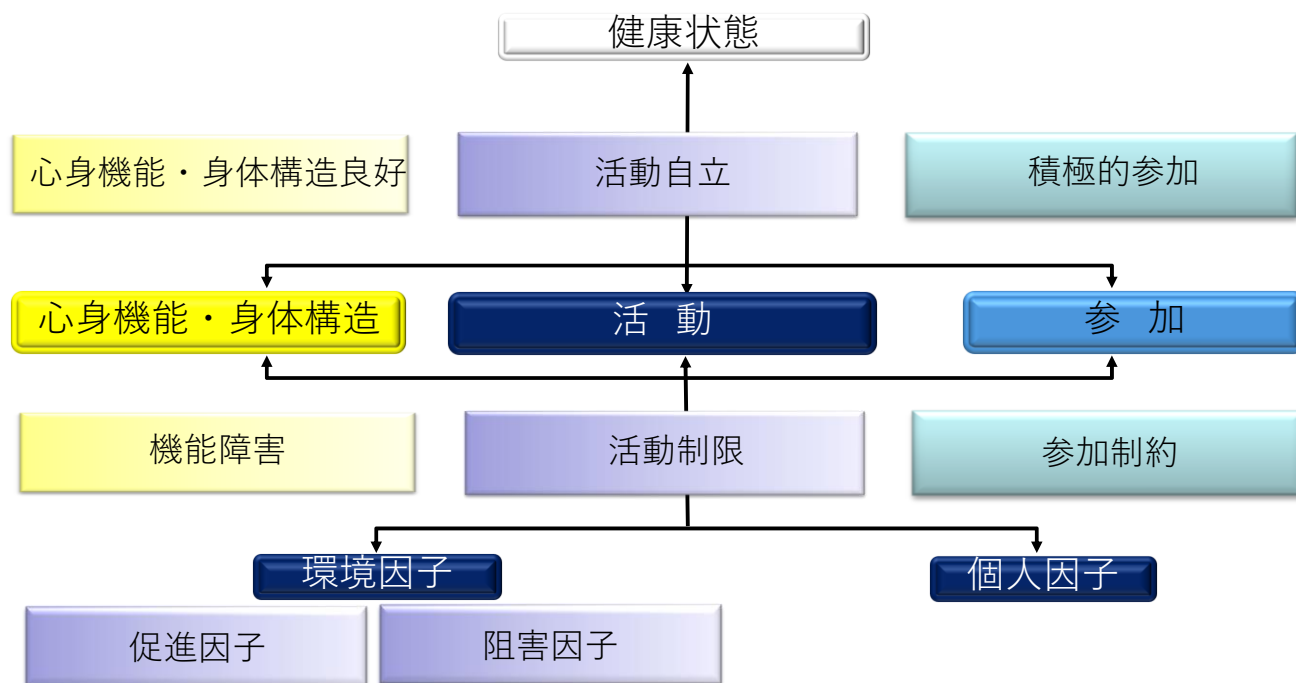 健康状態
心身機能・身体構造良好
活動自立
積極的参加
心身機能・身体構造
活 動
参 加
機能障害
活動制限
参加制約
環境因子
個人因子
促進因子
阻害因子